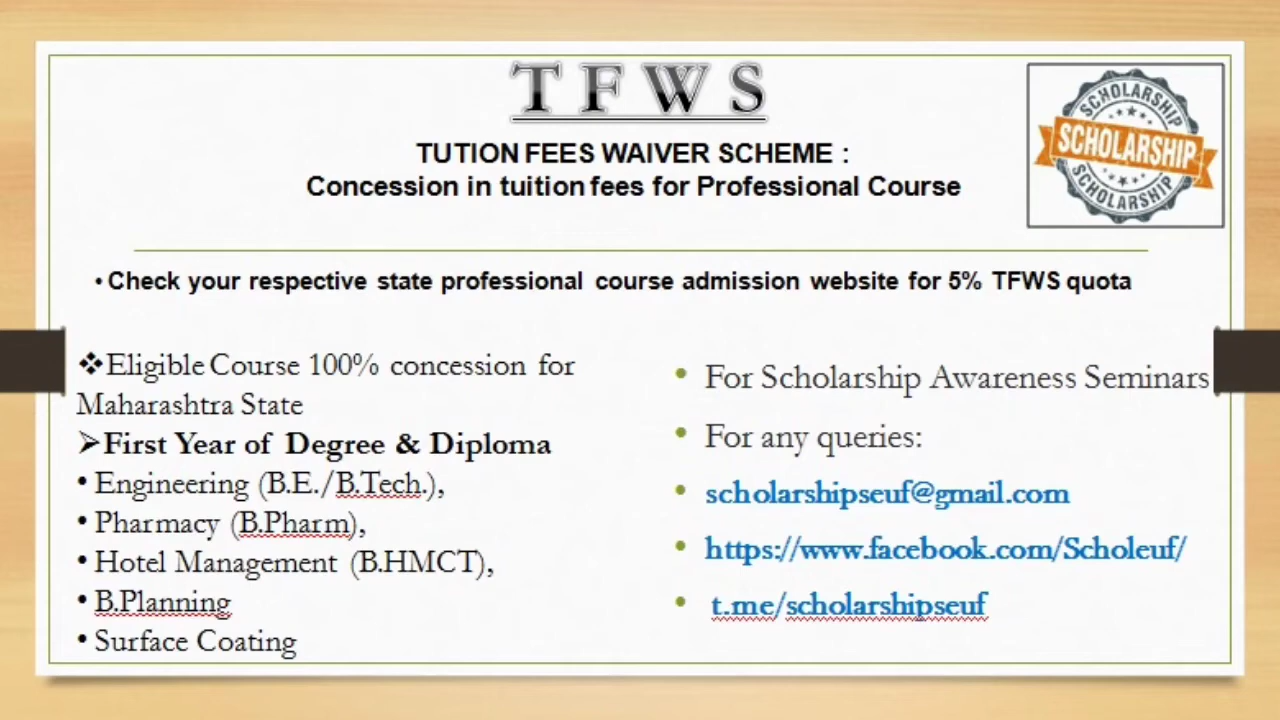 T F W S
TUTION FEES WAIVER SCHEME :
Concession in tuition fees for Professional Course
SCHOLARSHIP
SCHOLARSHIP
SCHOLARSHIP
• Check your respective state professional course admission website for 5% TFWS quota
❖Eligible Course 100% concession for
Maharashtra State
➢First Year of Degree & Diploma
• Engineering (B.E./B.Tech.),
• Pharmacy (B.Pharm),
• Hotel Management (B.HMCT),
• B.Planning
• Surface Coating
• For Scholarship Awareness Seminars
• For any queries:
• scholarshipseuf@gmail.com
• https://www.facebook.com/Scholeuf/
• t.me/scholarshipseuf